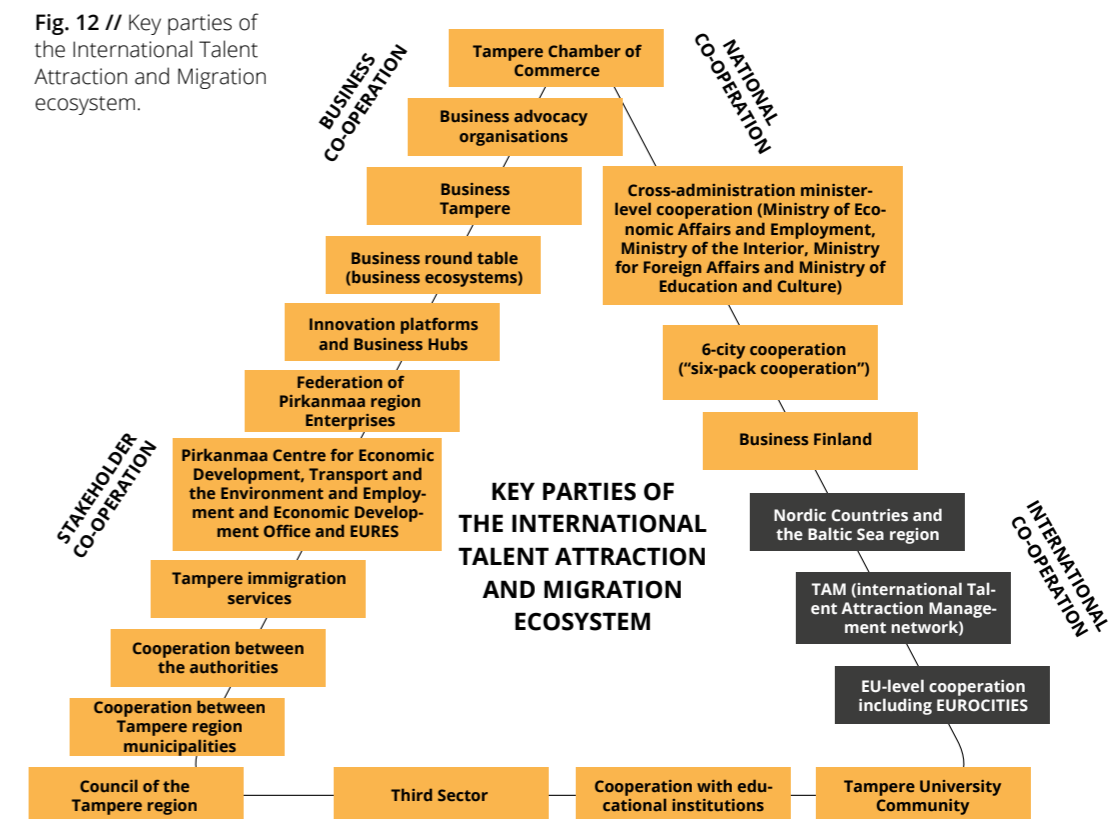 Fig. 12 // Key parties of
the International Talent
Attraction and Migration
ecosystem.
BUSINESS
CO-OPERATION
NATIONAL
CO-OPERATION
Tampere Chamber of
Commerce
Business advocacy
organisations
Business
Tampere
Business round table
(business ecosystems)
Innovation platforms
and Business Hubs
Federation of
Pirkanmaa region
Enterprises
STAKEHOLDER
CO-OPERATION
Pirkanmaa Centre for Economic
Development, Transport and
the Environment and Employ-
ment and Economic Develop-
ment Office and EURES
Tampere immigration
services
Cooperation between
the authorities
Cooperation between
Tampere region
municipalities
Council of the
Tampere region
Third Sector
Cooperation with edu-
cational institutions
Tampere University
Community
Cross-administration minister-
level cooperation (Ministry of Eco-
nomic Affairs and Employment,
Ministry of the Interior, Ministry
for Foreign Affairs and Ministry of
Education and Culture)
6-city cooperation
(“six-pack cooperation”)
Business Finland
Nordic Countries and
the Baltic Sea region
TAM (international Tal-
ent Attraction Manage-
ment network)
EU-level cooperation
including EUROCITIES
INTERNATIONAL
CO-OPERATION
KEY PARTIES OF
THE INTERNATIONAL
TALENT ATTRACTION
AND MIGRATION
ECOSYSTEM